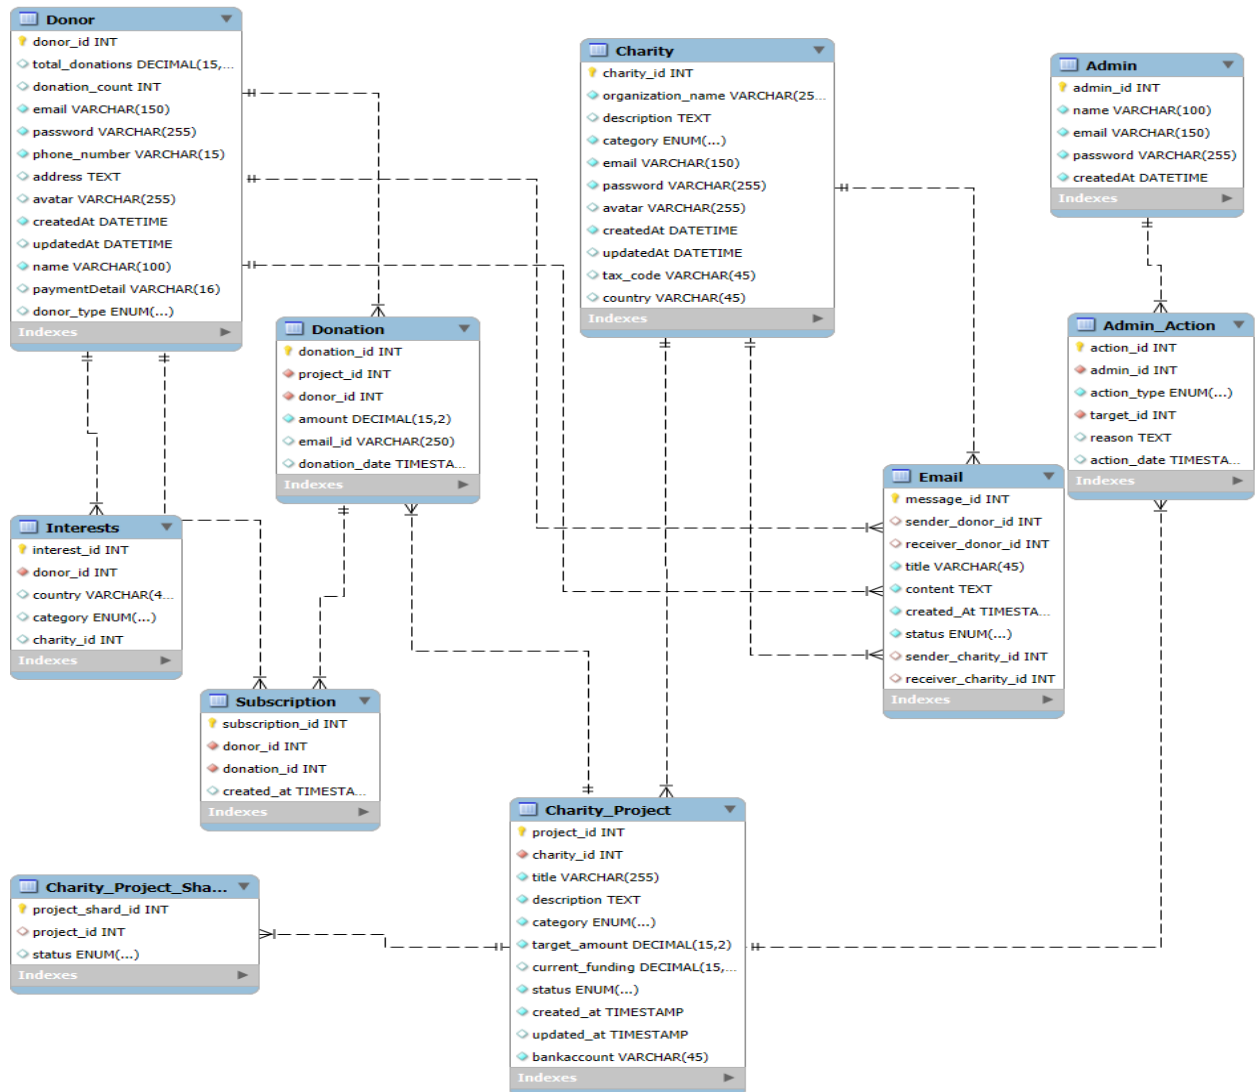 Donor
donor_id INT
total_donations DECIMAL(15,...
donation_count INT
email VARCHAR(150)
password VARCHAR(255)
phone_number VARCHAR(15)
address TEXT
avatar VARCHAR(255)
createdAt DATETIME
updatedAt DATETIME
name VARCHAR(100)
paymentDetail VARCHAR(16)
donor_type ENUM(...)
Indexes
Charity
charity_id INT
organization_name VARCHAR(25...
description TEXT
category ENUM(...)
email VARCHAR(150)
password VARCHAR(255)
avatar VARCHAR(255)
createdAt DATETIME
updatedAt DATETIME
tax_code VARCHAR(45)
country VARCHAR(45)
Indexes
Admin
admin_id INT
name VARCHAR(100)
email VARCHAR(150)
password VARCHAR(255)
createdAt DATETIME
Indexes
Donation
donation_id INT
project_id INT
donor_id INT
amount DECIMAL(15,2)
email_id VARCHAR(250)
donation_date TIMESTA...
Indexes
Admin_Action
action_id INT
admin_id INT
action_type ENUM(...)
target_id INT
reason TEXT
action_date TIMESTA...
Indexes
Email
message_id INT
sender_donor_id INT
receiver_donor_id INT
title VARCHAR(45)
content TEXT
created_At TIMESTA...
status ENUM(...)
sender_charity_id INT
receiver_charity_id INT
Indexes
Interests
interest_id INT
donor_id INT
country VARCHAR(4...
category ENUM(...)
charity_id INT
Indexes
Subscription
subscription_id INT
donor_id INT
donation_id INT
created_at TIMESTA...
Indexes
Charity_Project
project_id INT
charity_id INT
title VARCHAR(255)
description TEXT
category ENUM(...)
target_amount DECIMAL(15,2)
current_funding DECIMAL(15,...
status ENUM(...)
created_at TIMESTAMP
updated_at TIMESTAMP
bankaccount VARCHAR(45)
Indexes
Charity_Project_Sha...
project_shard_id INT
project_id INT
status ENUM(...)
Indexes